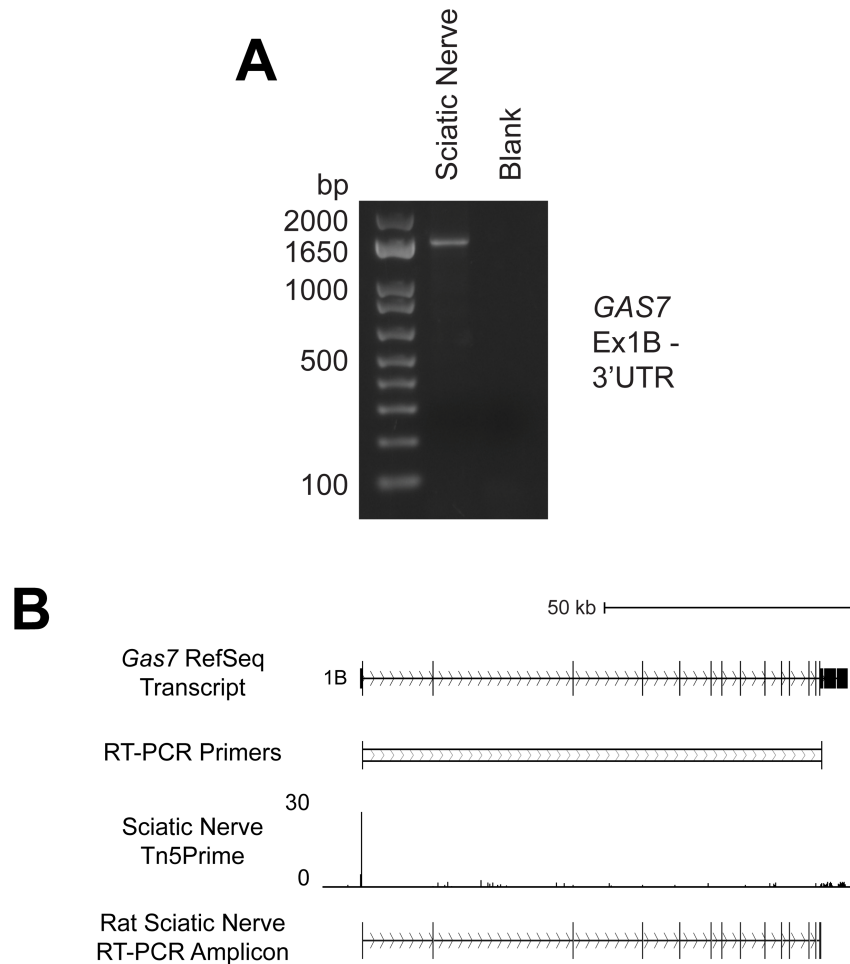 A
Sciatic Nerve
Blank
bp
2000
1650
1000
500
100
GAS7
Ex1B -
3'UTR
B
50 kb
Gas7 RefSeq
Transcript
1B
RT-PCR Primers
30
Sciatic Nerve
Tn5Prime
0
Rat Sciatic Nerve
RT-PCR Amplicon